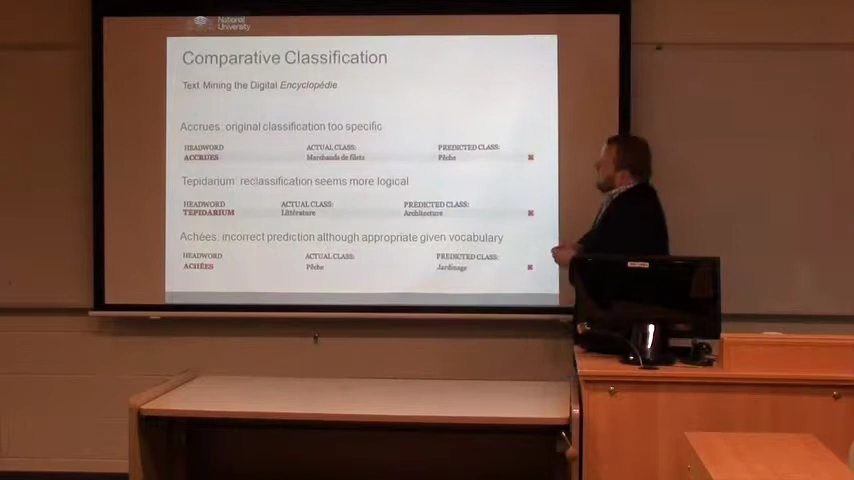 National
University
Comparative Classification
Text Mining the Digital Encyclopédie
Accrues: original classification too specific
HEADWORD ACTUAL CLASS: PREDICTED CLASS:
ACCRUES Marchands de filets Pêche
Tepidarium: reclassification seems more logical
HEADWORD ACTUAL CLASS: PREDICTED CLASS:
TEPIDARIUM Littérature Architecture
Achées: incorrect prediction although appropriate given vocabulary
HEADWORD ACTUAL CLASS: PREDICTED CLASS:
ACHÉES Pêche Jardinage